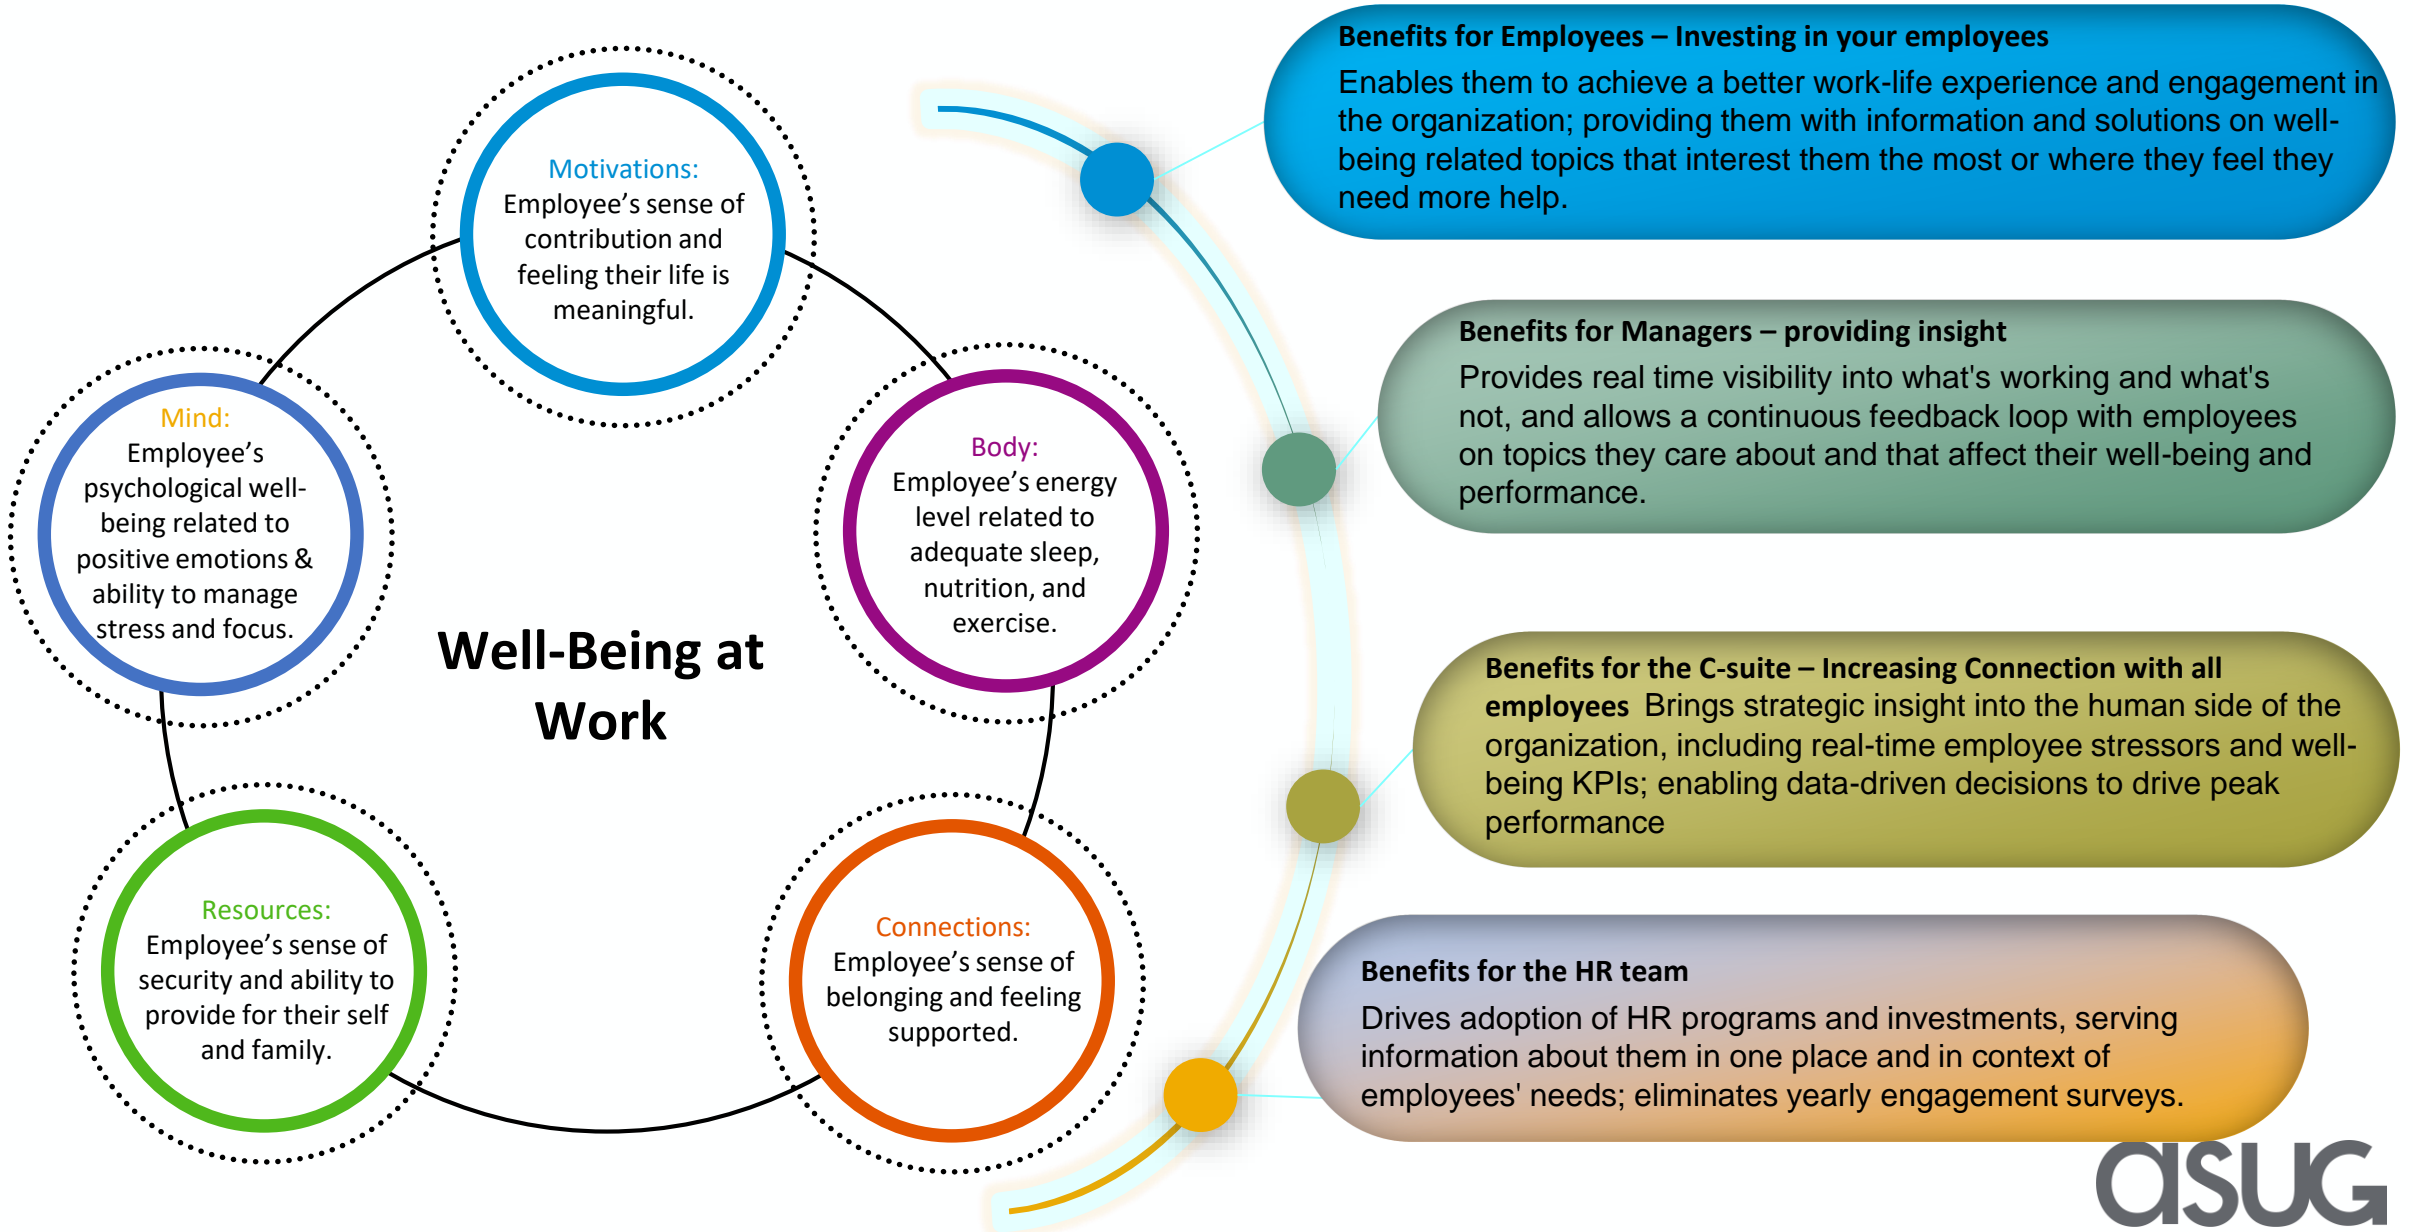 Motivations:
Employee’s sense of
contribution and
feeling their life is
meaningful.
Mind:
Employee’s
psychological well-
being related to
positive emotions &
ability to manage
stress and focus.
Body:
Employee’s energy
level related to
adequate sleep,
nutrition, and
exercise.
Well-Being at
Work
Resources:
Employee’s sense of
security and ability to
provide for their self
and family.
Connections:
Employee’s sense of
belonging and feeling
supported.
Benefits for Employees – Investing in your employees
Enables them to achieve a better work-life experience and engagement in
the organization; providing them with information and solutions on well-
being related topics that interest them the most or where they feel they
need more help.
Benefits for Managers – providing insight
Provides real time visibility into what's working and what's
not, and allows a continuous feedback loop with employees
on topics they care about and that affect their well-being and
performance.
Benefits for the C-suite – Increasing Connection with all
employees Brings strategic insight into the human side of the
organization, including real-time employee stressors and well-
being KPIs; enabling data-driven decisions to drive peak
performance
Benefits for the HR team
Drives adoption of HR programs and investments, serving
information about them in one place and in context of
employees' needs; eliminates yearly engagement surveys.
asUG